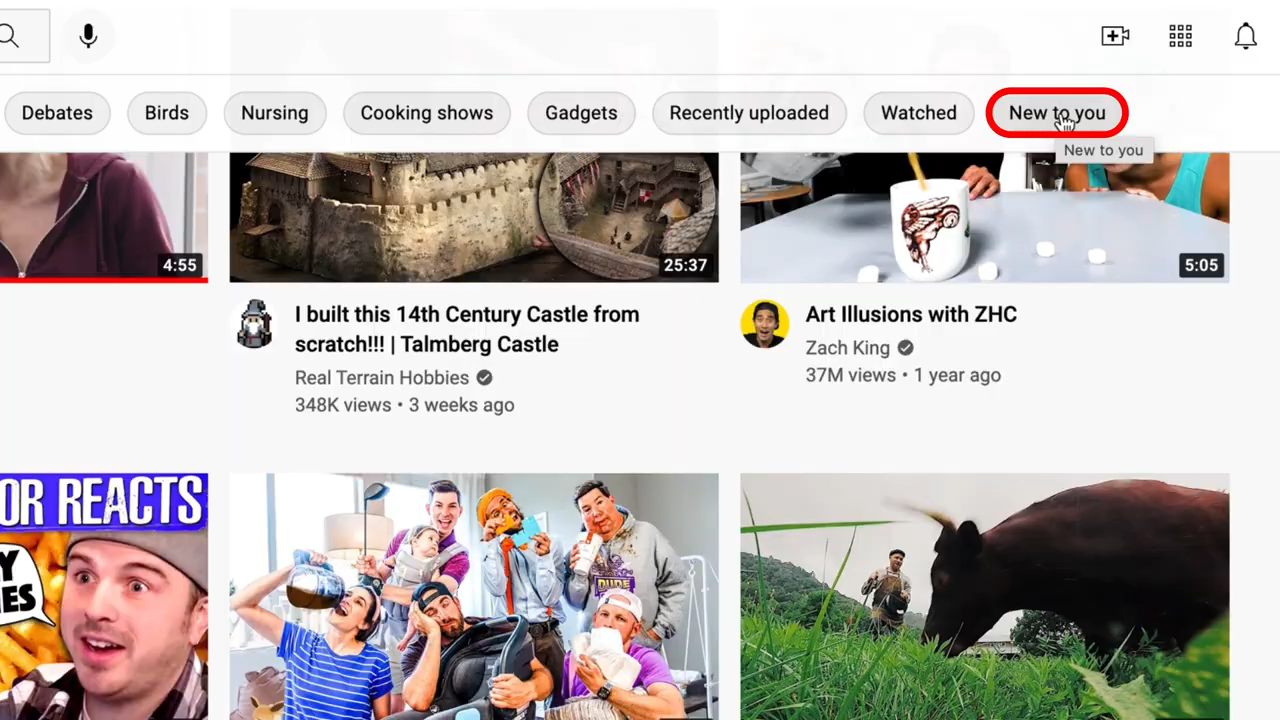 Debates
Birds
Nursing
Cooking shows
Gadgets
Recently uploaded
Watched
New to you
New to you
4:55
25:37
5:05
I built this 14th Century Castle from
scratch!!! | Talmberg Castle
Real Terrain Hobbies
348K views • 3 weeks ago
Art Illusions with ZHC
Zach King
37M views • 1 year ago
OR REACTS
Y
IES
DUDE